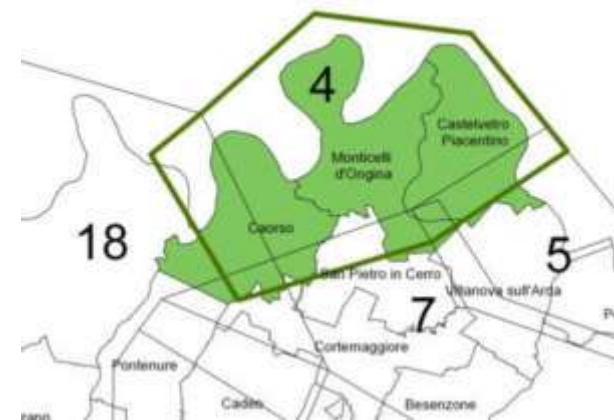 4
Castelvetro
Piacentino
Monticelli
d'Ongina
Caorso
18
5
San Pietro in Cerro
Villanova sull'Arda
7
Cortemaggiore
Pontenure
Cadeo
Besenzone